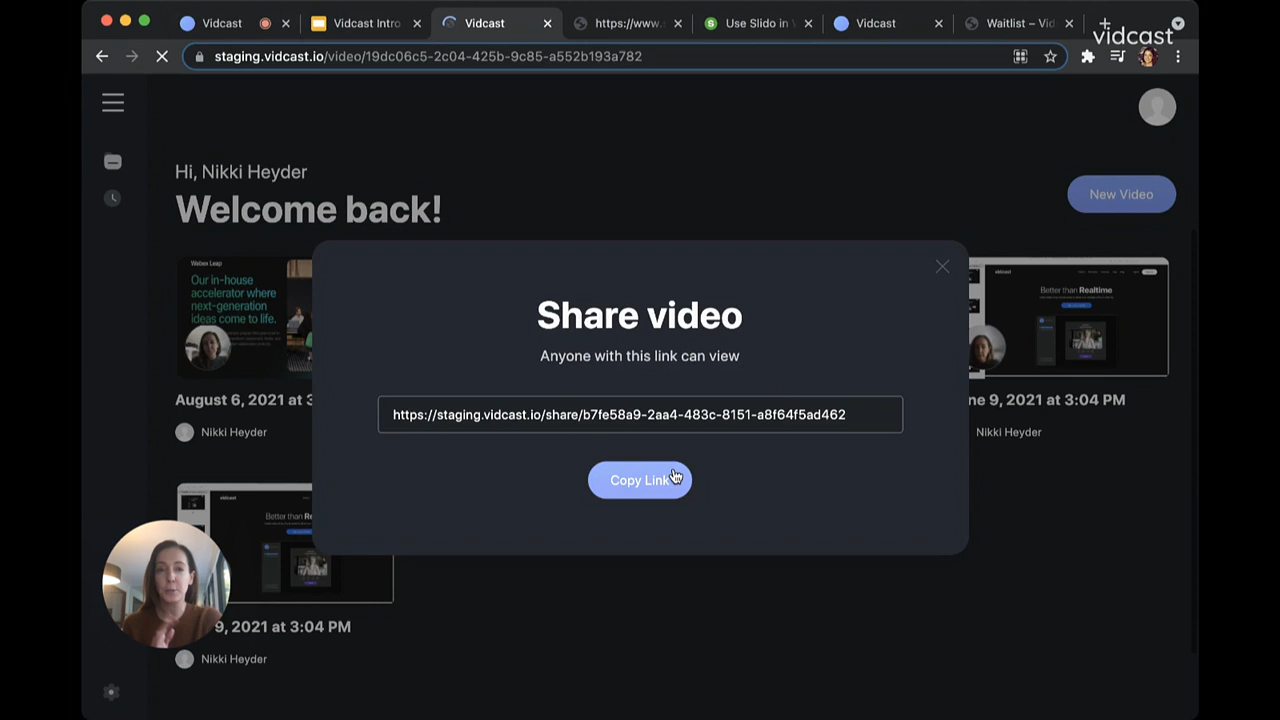 Vidcast
Vidcast Intro
Vidcast
https://www.
Use Slido in
Vidcast
Waitlist – Vid
vidcast
staging.vidcast.io/video/19dc06c5-2c04-425b-9c85-a552b193a782
Hi, Nikki Heyder
Welcome back!
New Video
Webex Leap
Our in-house
accelerator where
next-generation
ideas come to life.
vidcast
Better than Realtime
Share video
Anyone with this link can view
https://staging.vidcast.io/share/b7fe58a9-2aa4-483c-8151-a8f64f5ad462
Copy Link
August 6, 2021 at 3
Nikki Heyder
ne 9, 2021 at 3:04 PM
Nikki Heyder
vidcast
Better than Re
9, 2021 at 3:04 PM
Nikki Heyder